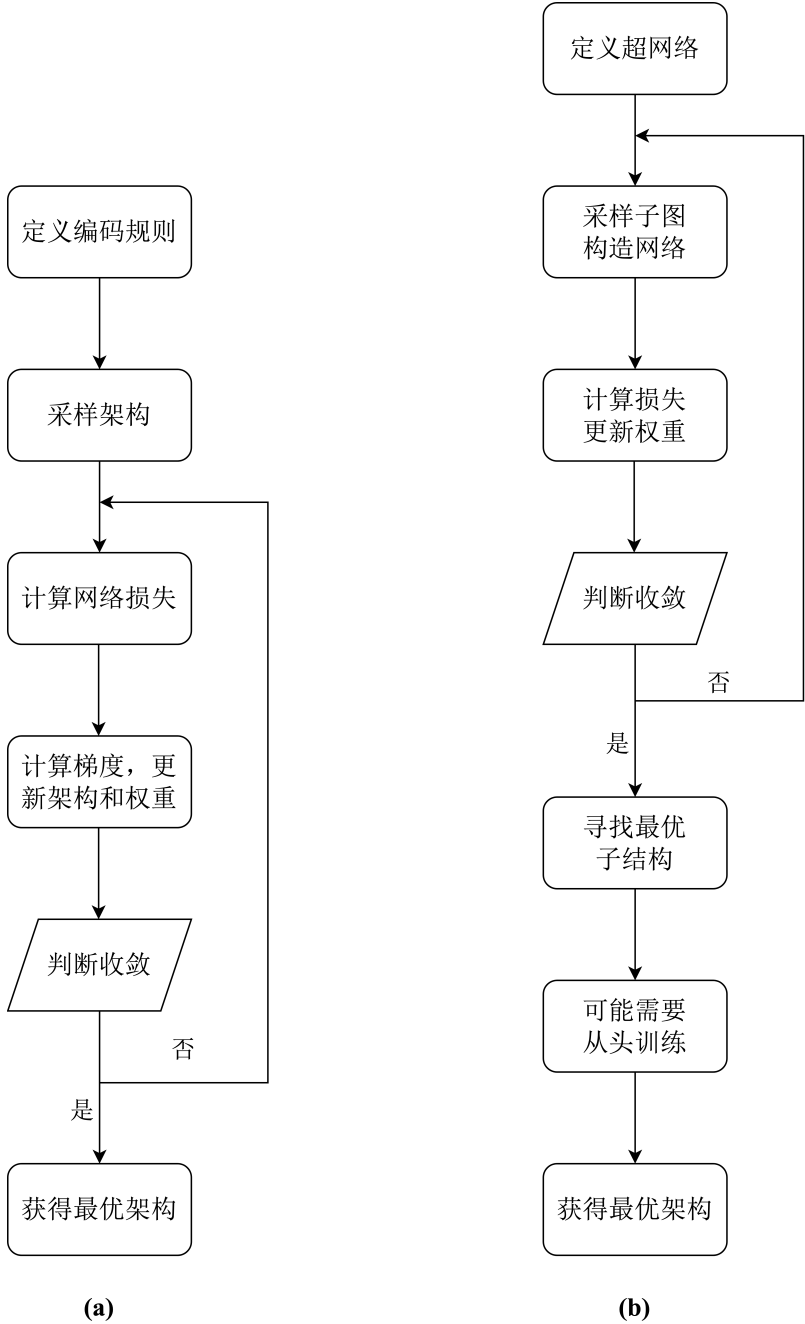 定义编码规则
采样架构
计算网络损失
计算梯度，更
新架构和权重
判断收敛
否
是
获得最优架构
(a)
定义超网络
采样子图
构造网络
计算损失
更新权重
判断收敛
否
是
寻找最优
子结构
可能需要
从头训练
获得最优架构
(b)